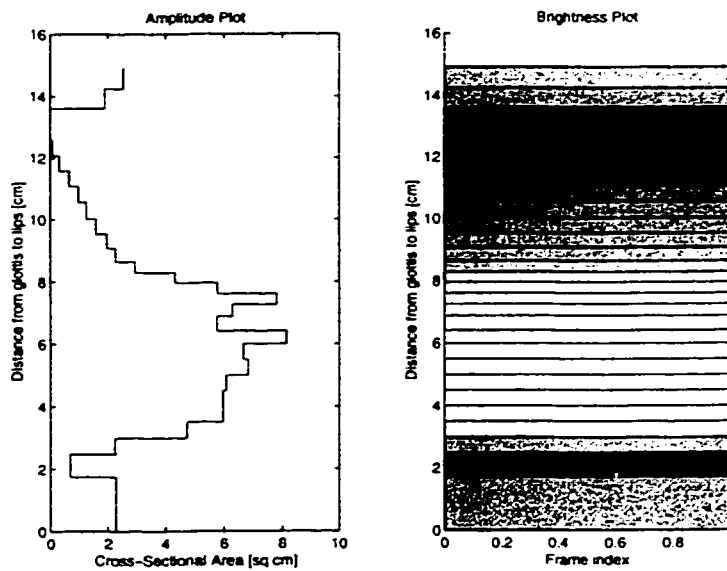 Amplitude Plot
16
14
12
10
8
6
4
2
0
0 2 4 6 8 10
Distance from glottis to lips [cm]
Cross-Sectional Area [sq cm]
Brightness Plot
16
14
12
10
8
6
4
2
0
0 0.2 0.4 0.6 0.8
Distance from glottis to lips [cm]
Frame index